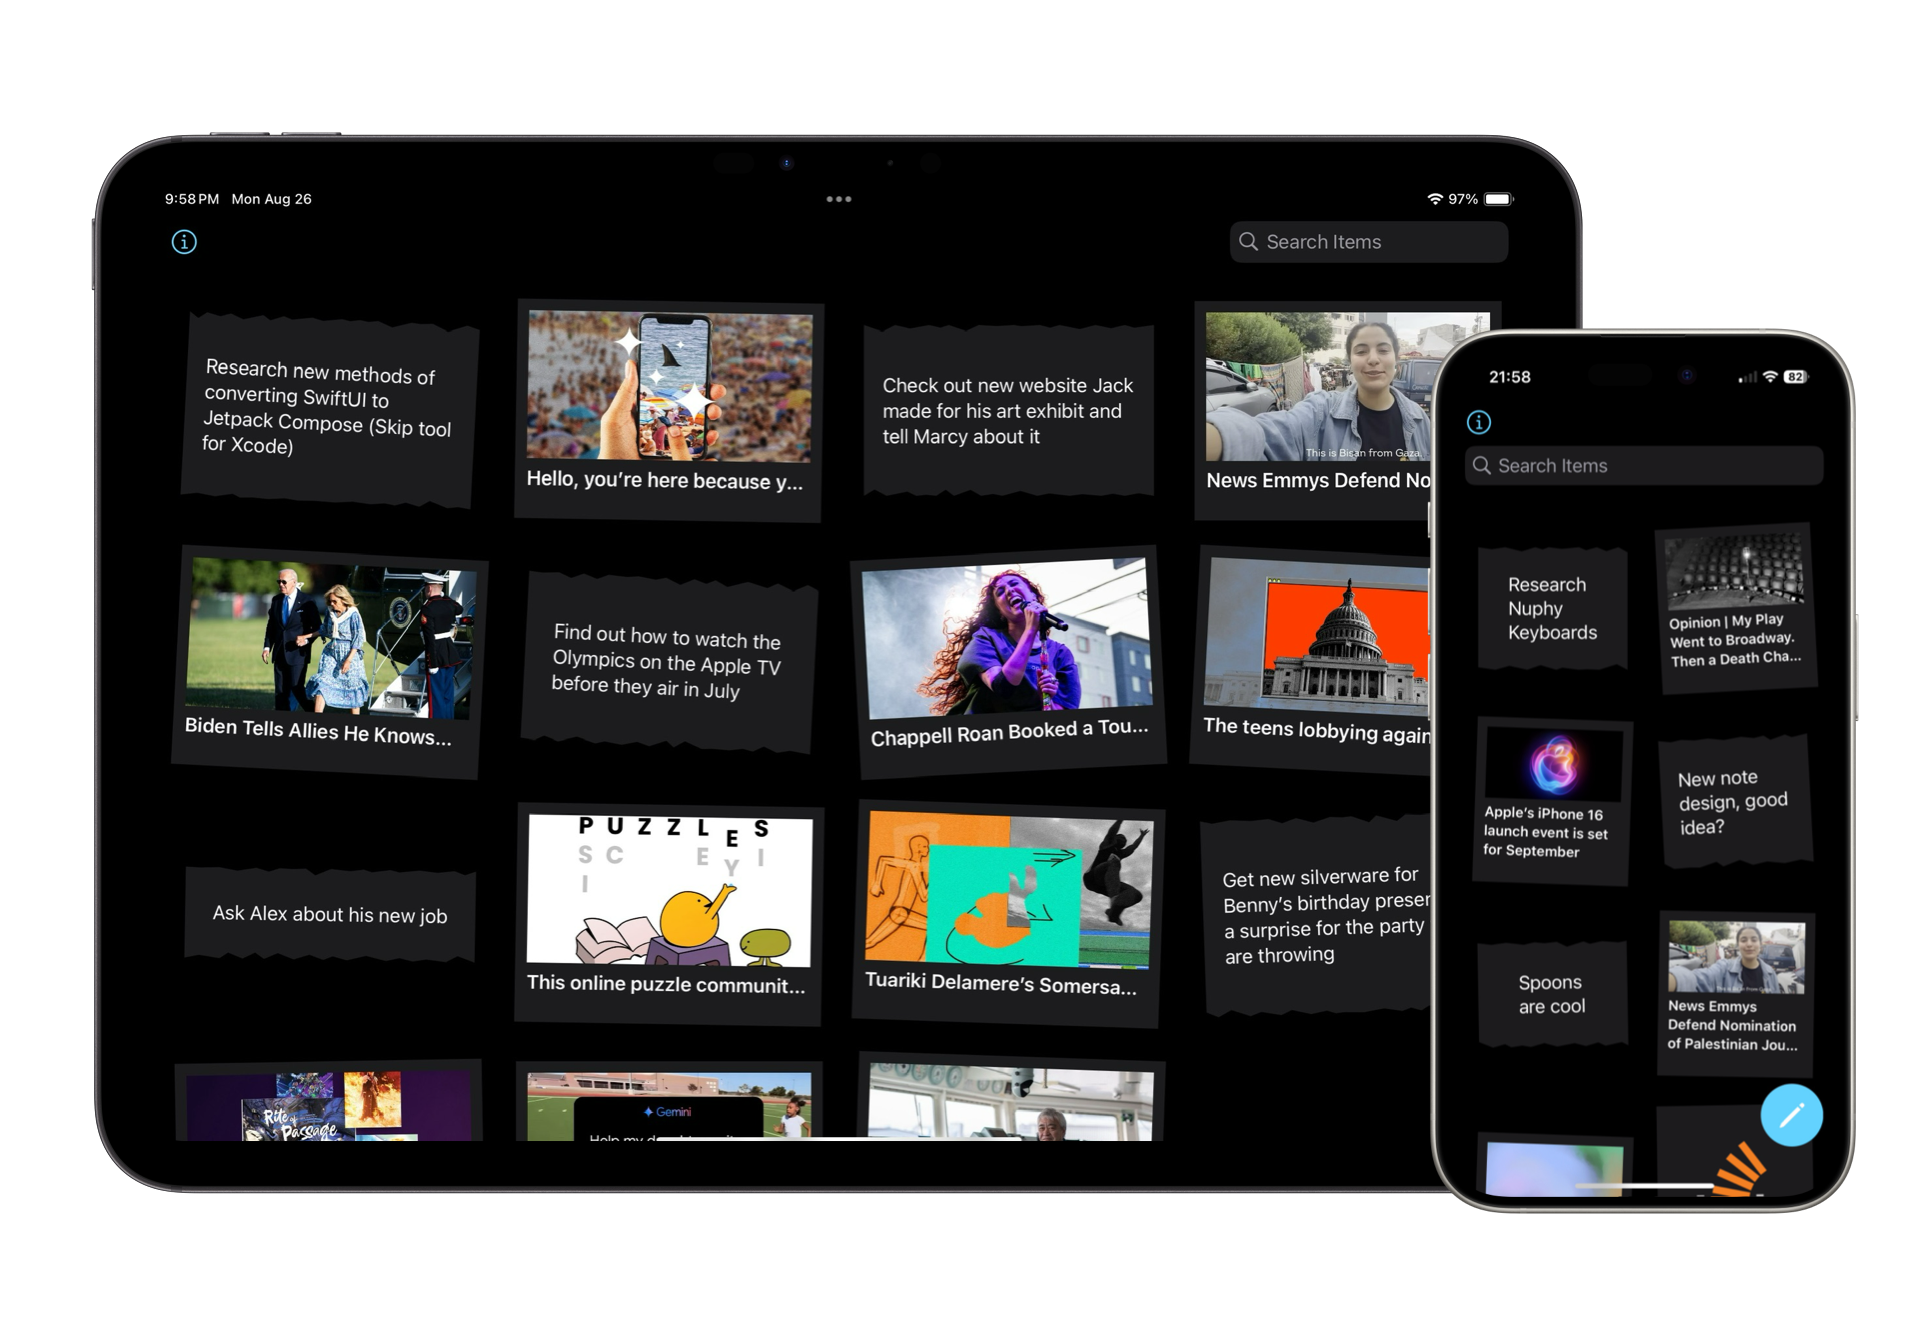 9:58 PM Mon Aug 26
97%
Search Items
Research new methods of
converting SwiftUI to
Jetpack Compose (Skip tool
for Xcode)
Hello, you're here because y...
Check out new website Jack
made for his art exhibit and
tell Marcy about it
This is Bisan from Gaza.
News Emmys Defend No
Biden Tells Allies He Knows...
Find out how to watch the
Olympics on the Apple TV
before they air in July
Chappell Roan Booked a Tou...
The teens lobbying again
Ask Alex about his new job
PUZZLES
SC EYI
I
This online puzzle communit...
Tuariki Delamere's Somersa...
Get new silverware for
Benny's birthday preser
a surprise for the party
are throwing
Rite of
Passage
Gemini
Help my
21:58
82
Search Items
Research
Nuphy
Keyboards
Opinion | My Play
Went to Broadway.
Then a Death Cha...
Apple's iPhone 16
launch event is set
for September
New note
design, good
idea?
Spoons
are cool
News Emmys
Defend Nomination
of Palestinian Jou...